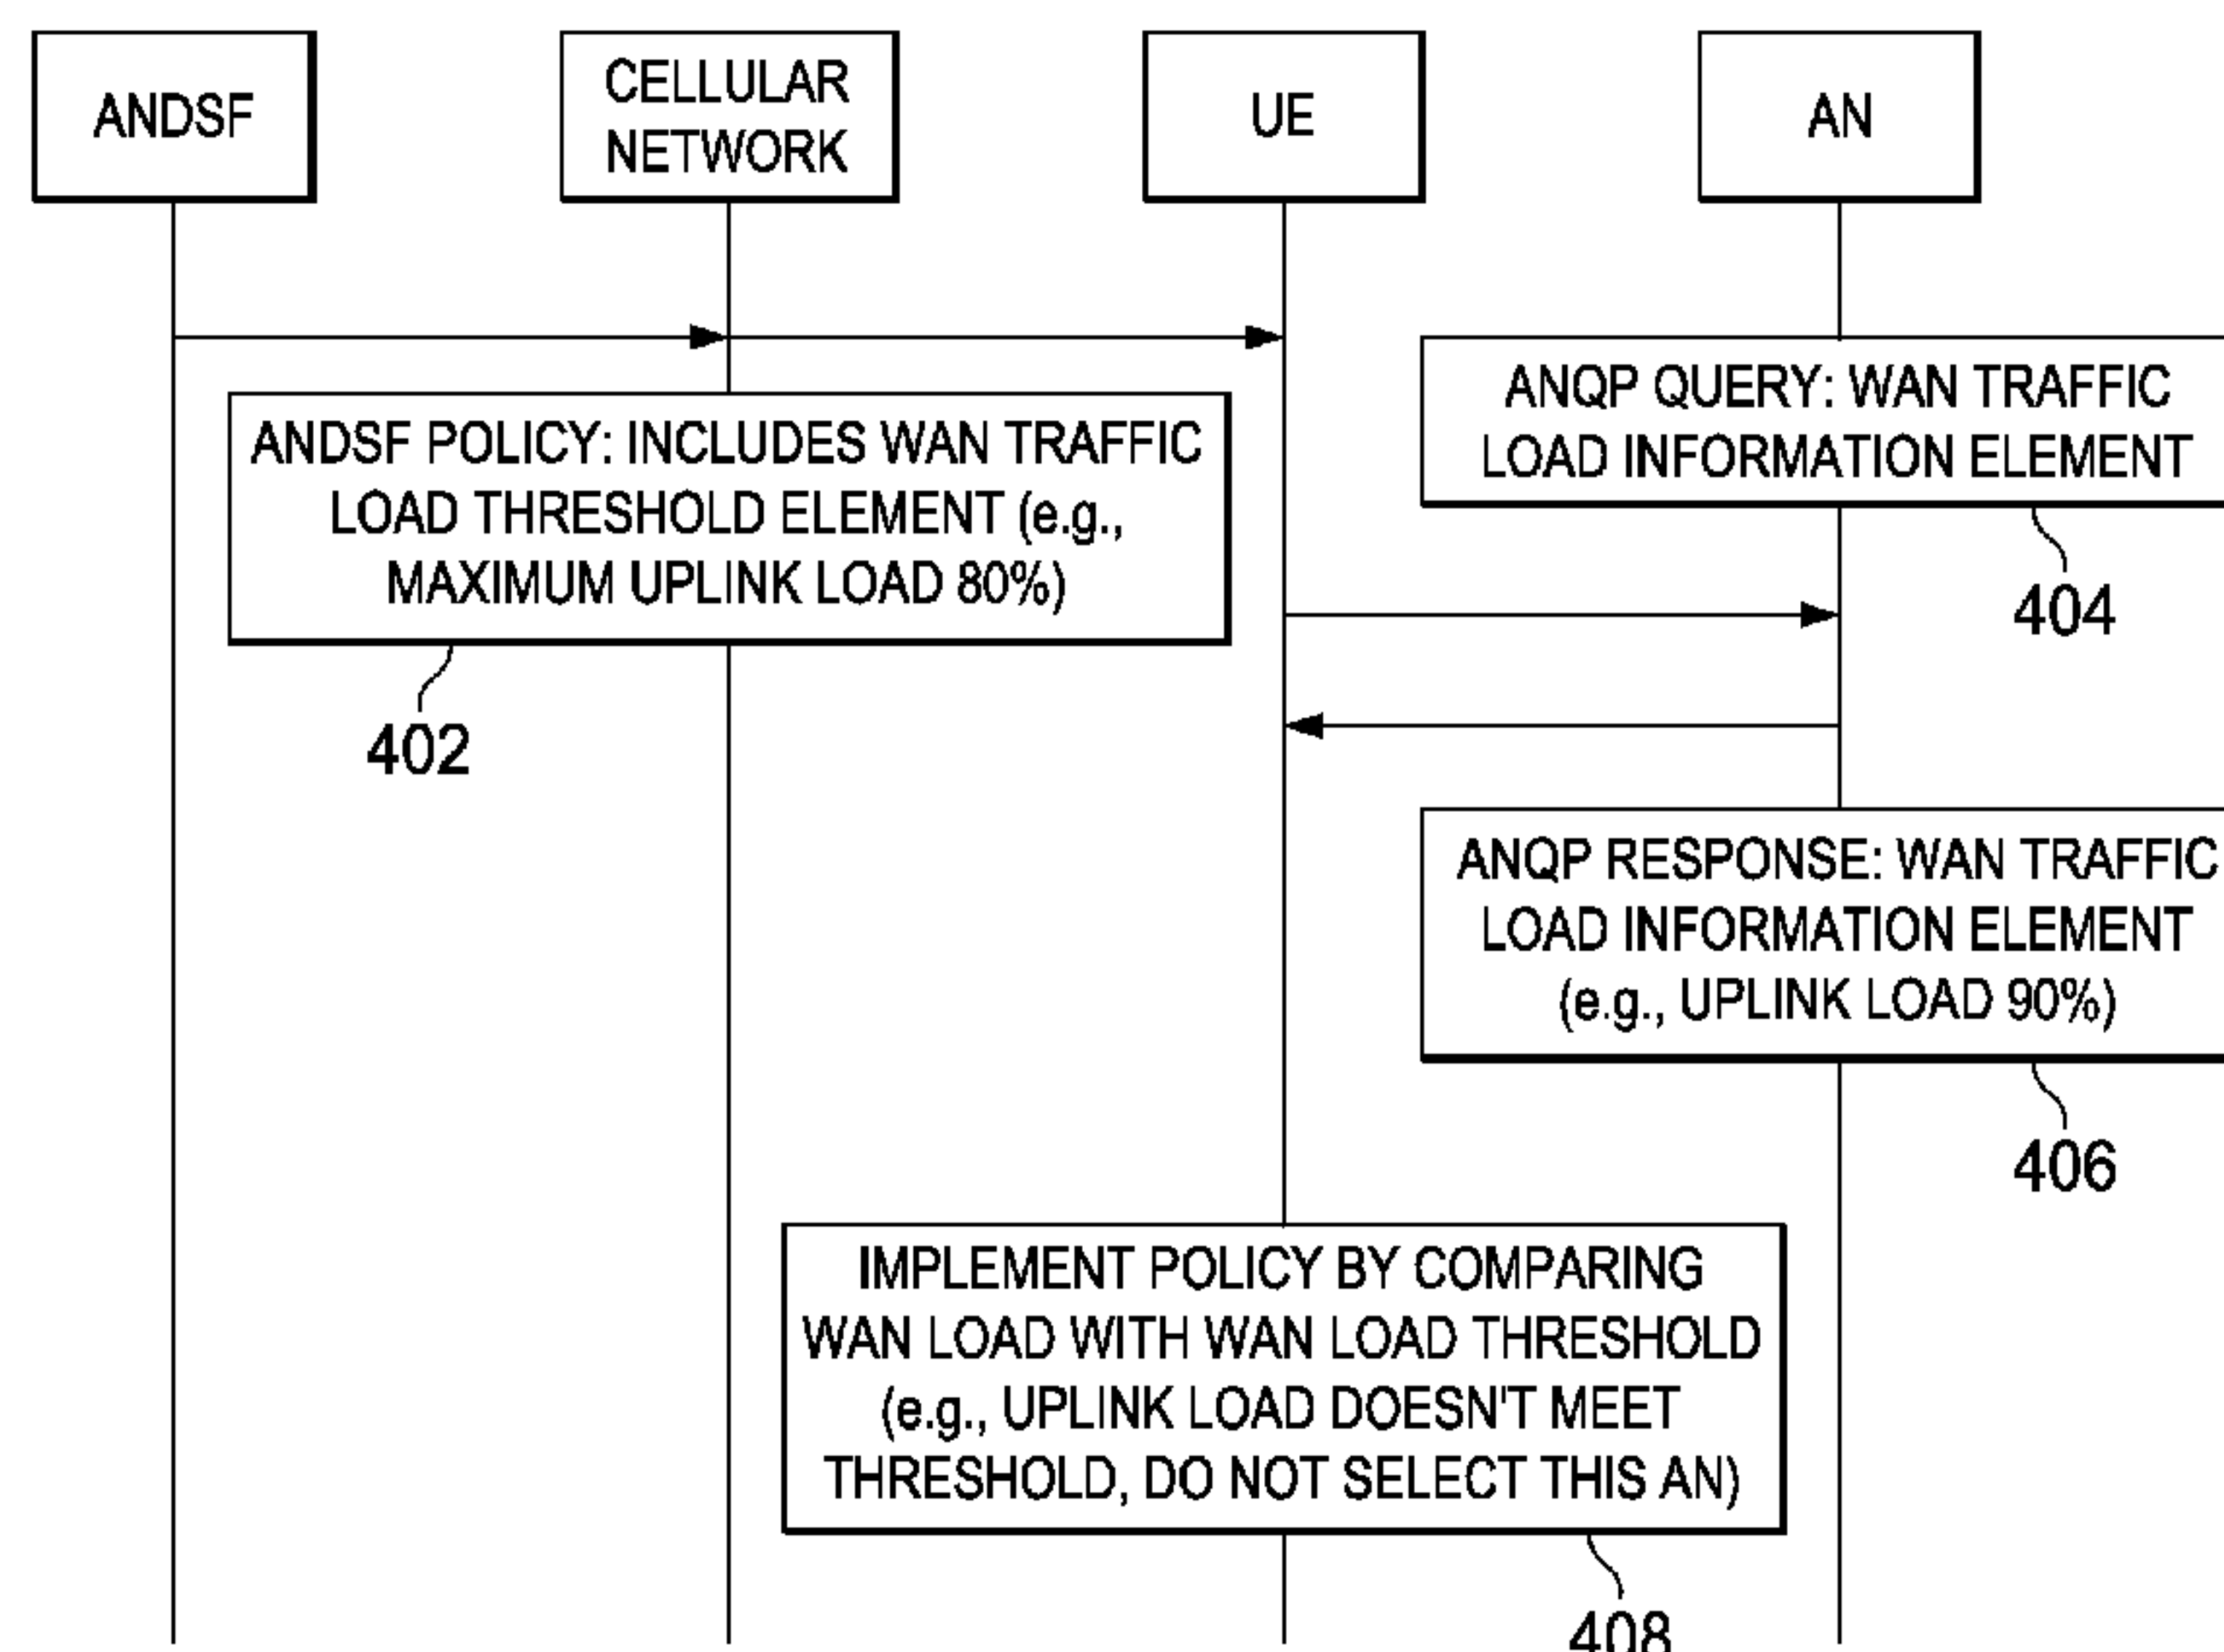 ANDSF
CELLULAR
NETWORK
UE
AN
ANDSF POLICY: INCLUDES WAN TRAFFIC
LOAD THRESHOLD ELEMENT (e.g.,
MAXIMUM UPLINK LOAD 80%)
402
ANQP QUERY: WAN TRAFFIC
LOAD INFORMATION ELEMENT
404
ANQP RESPONSE: WAN TRAFFIC
LOAD INFORMATION ELEMENT
(e.g., UPLINK LOAD 90%)
406
IMPLEMENT POLICY BY COMPARING
WAN LOAD WITH WAN LOAD THRESHOLD
(e.g., UPLINK LOAD DOESN'T MEET
THRESHOLD, DO NOT SELECT THIS AN)
408